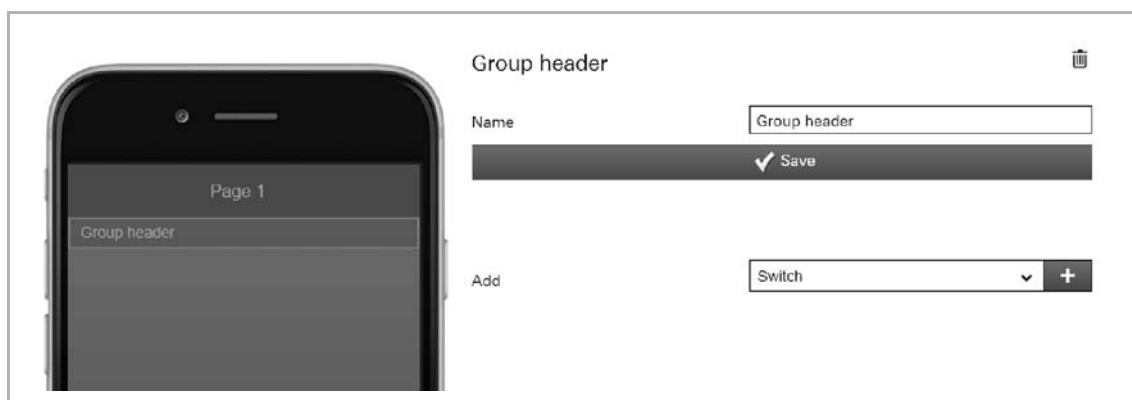 Group header
Name
Group header
Save
Page 1
Group header
Add
Switch